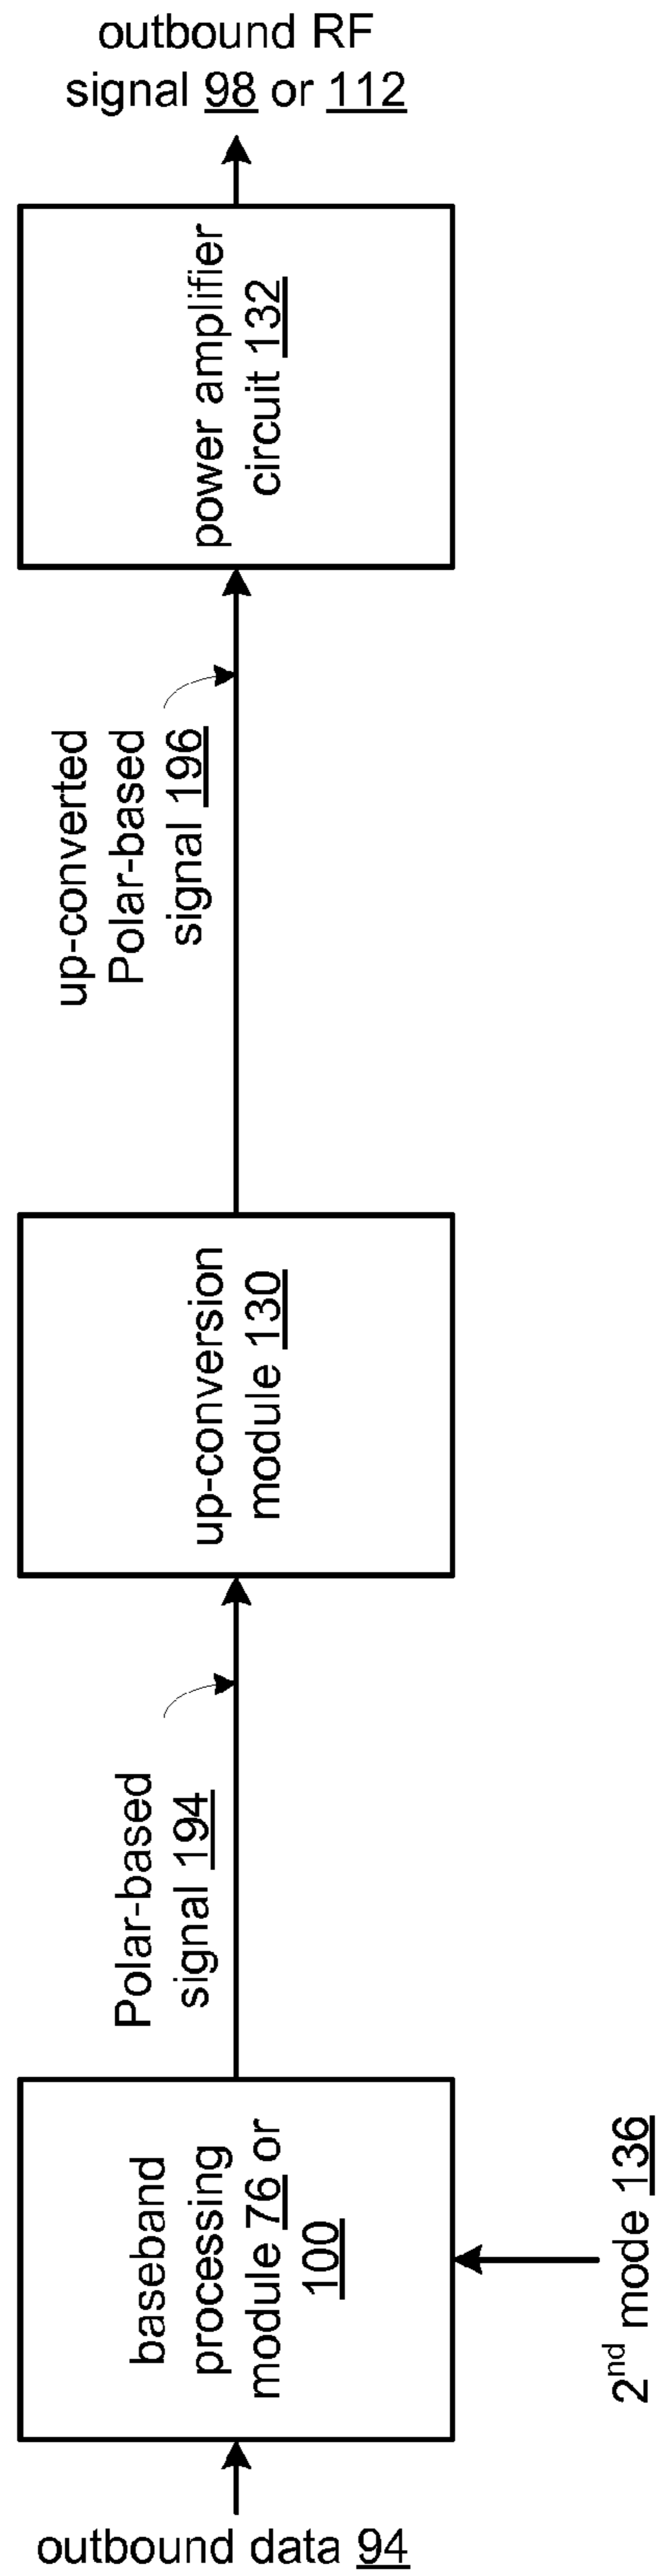 outbound RF
signal 98 or 112
power amplifier
circuit 132
up-converted
Polar-based
signal 196
up-conversion
module 130
Polar-based
signal 194
baseband
processing
module 76 or
100
2nd mode 136
outbound data 94